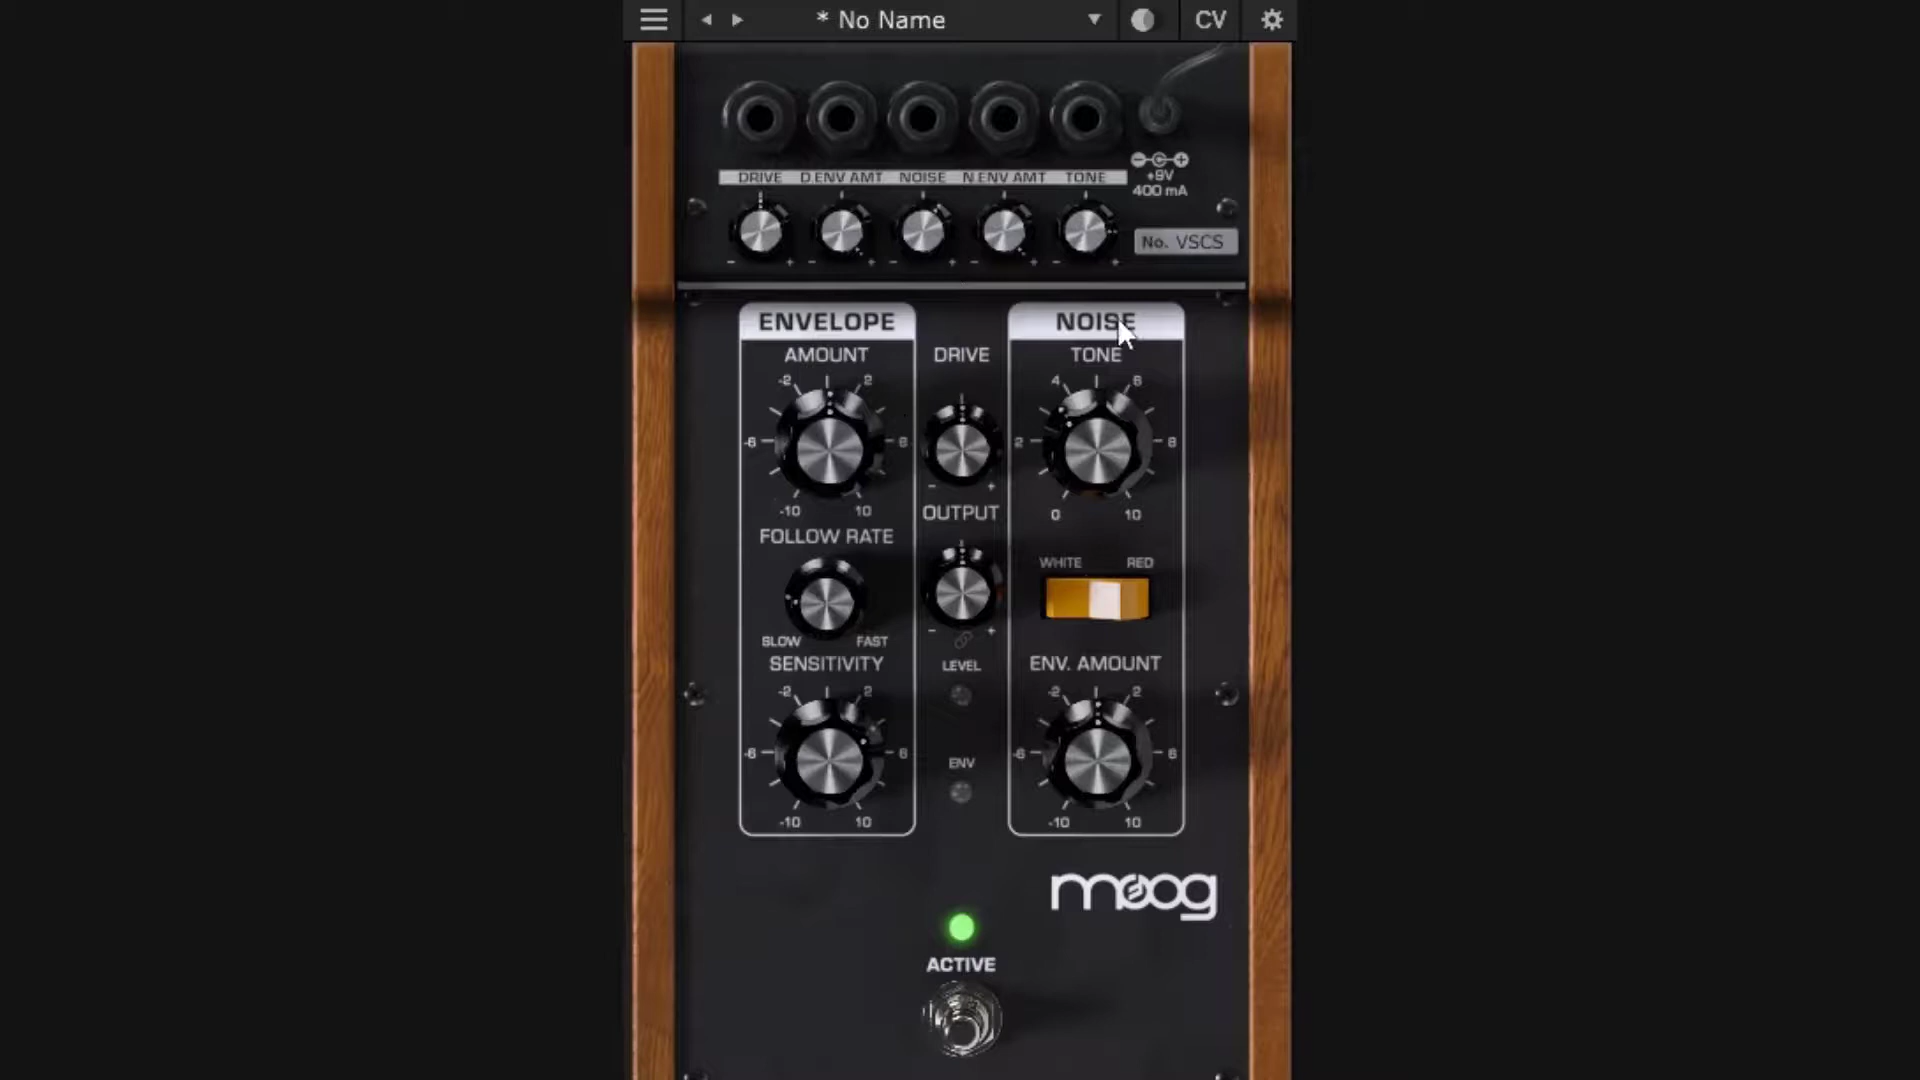 * No Name CV
DRIVE D.ENV AMT NOISE N.ENV AMT TONE
+9V
400 mA
- + - + - + - + - +
No. VSCS
ENVELOPE NOISE
AMOUNT DRIVE TONE
-2 2 4 6
-6 6 2 8
- +
-10 10 0 10
OUTPUT
FOLLOW RATE
WHITE RED
- +
SLOW FAST
SENSITIVITY LEVEL ENV. AMOUNT
-2 2 -2 2
-6 6 -6 6
ENV
-10 10 -10 10
moog
ACTIVE